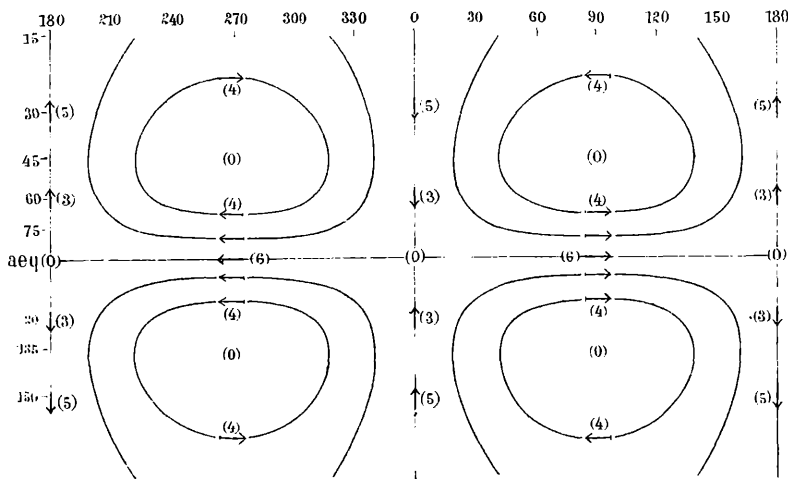 180 210 240 270 300 330 0 30 60 90 120 150 180
15
(4) (4)
30 (5) (5) (5)
45 (0) (0)
60 (3) (4) (3) (4) (3)
75
aeq (0) (6) (0) (6) (0)
(3) (4) (3) (4) (3)
135 (0) (0)
150 (5) (5) (5)
(4) (4)